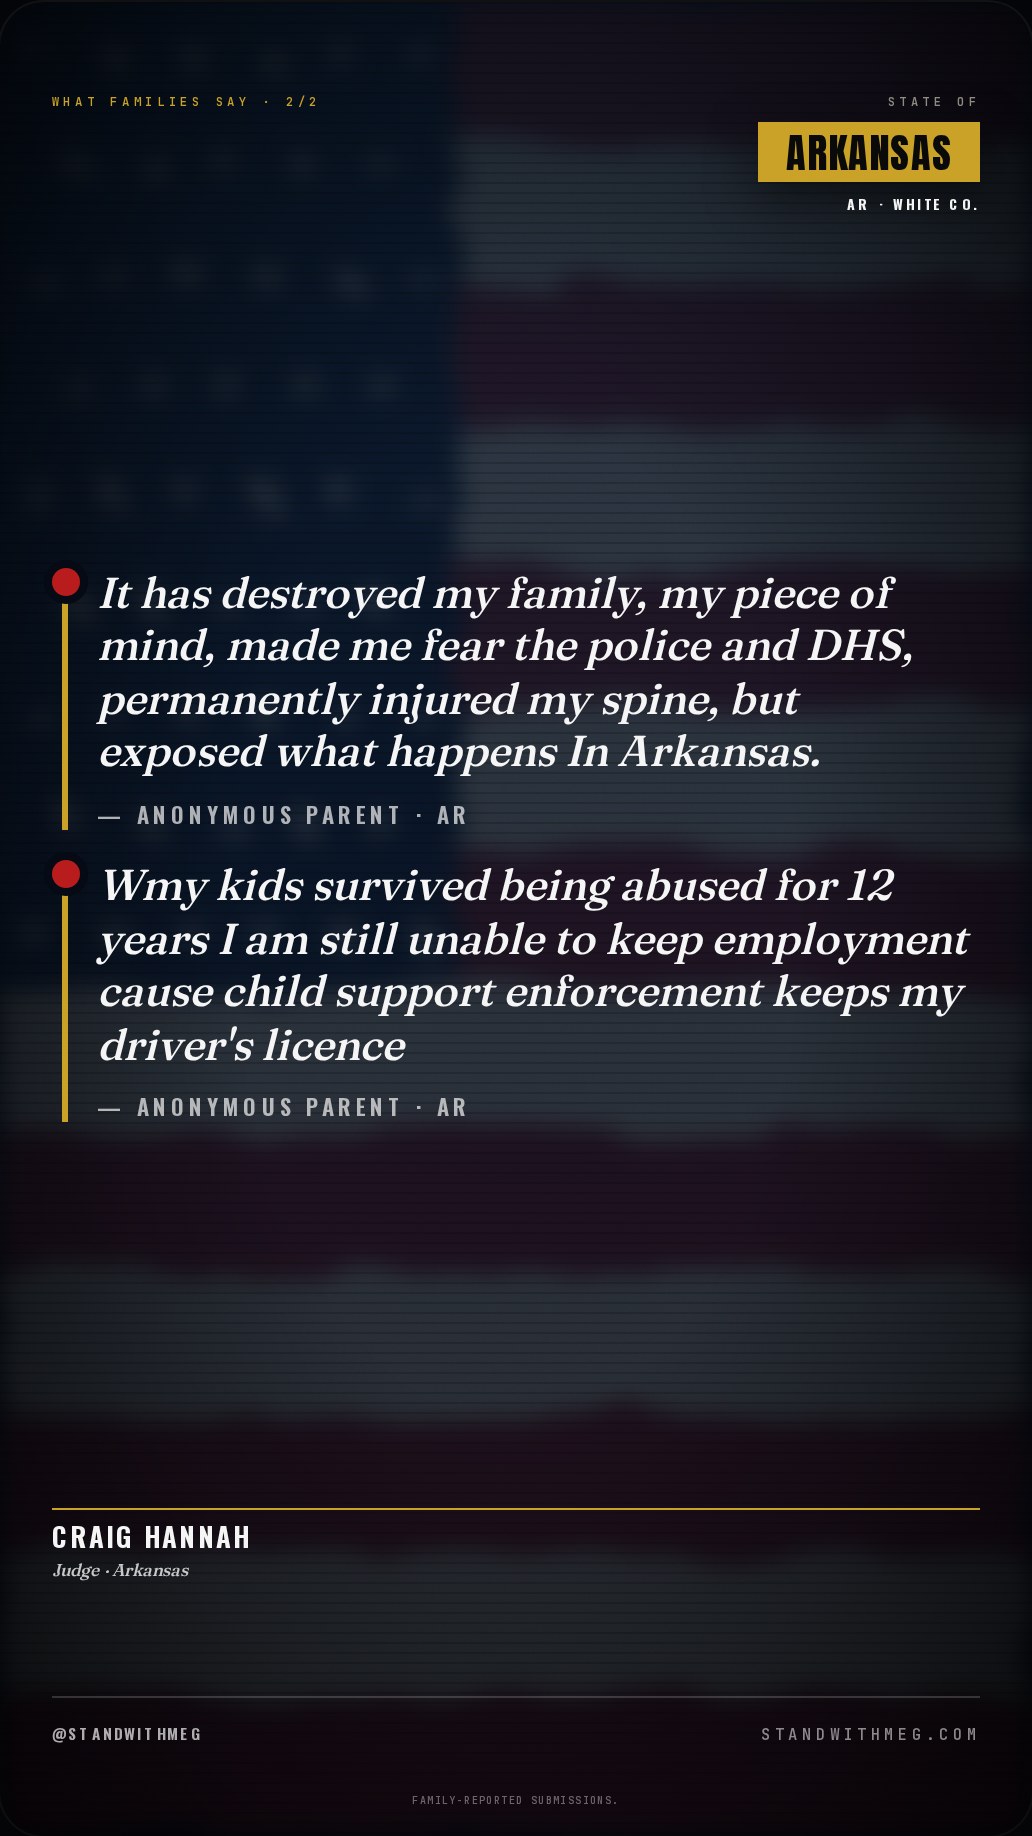 WHAT FAMILIES SAY · 2/2
STATE OF
ARKANSAS
AR · WHITE CO.
It has destroyed my family, my piece of
mind, made me fear the police and DHS,
permanently injured my spine, but
exposed what happens In Arkansas.
— ANONYMOUS PARENT · AR
Wmy kids survived being abused for 12
years I am still unable to keep employment
cause child support enforcement keeps my
driver's licence
— ANONYMOUS PARENT · AR
CRAIG HANNAH
Judge · Arkansas
@STANDWITHMEG
STANDWITHMEG.COM
FAMILY-REPORTED SUBMISSIONS.